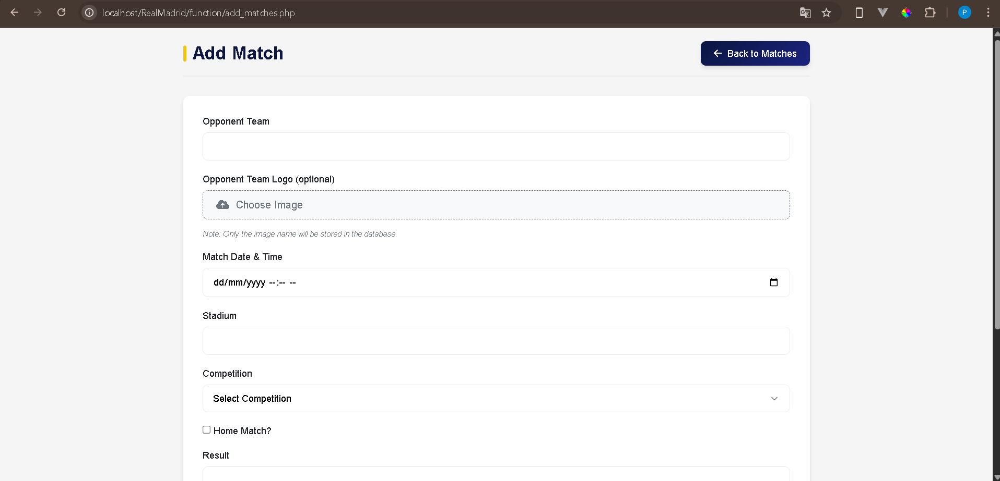 localhost/RealMadrid/function/add_matches.php
P
Add Match
Back to Matches
Opponent Team
Opponent Team Logo (optional)
Choose Image
Note: Only the image name will be stored in the database.
Match Date & Time
dd/mm/yyyy --:-- --
Stadium
Competition
Select Competition
Home Match?
Result